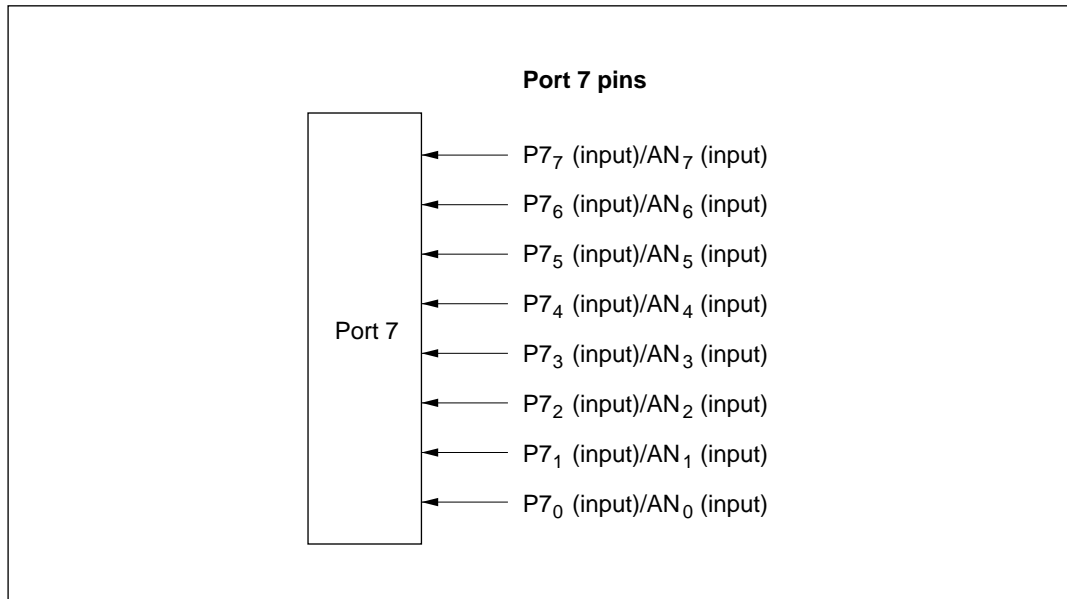 Port 7 pins
P7₇ (input)/AN₇ (input)
P7₆ (input)/AN₆ (input)
P7₅ (input)/AN₅ (input)
P7₄ (input)/AN₄ (input)
Port 7
P7₃ (input)/AN₃ (input)
P7₂ (input)/AN₂ (input)
P7₁ (input)/AN₁ (input)
P7₀ (input)/AN₀ (input)